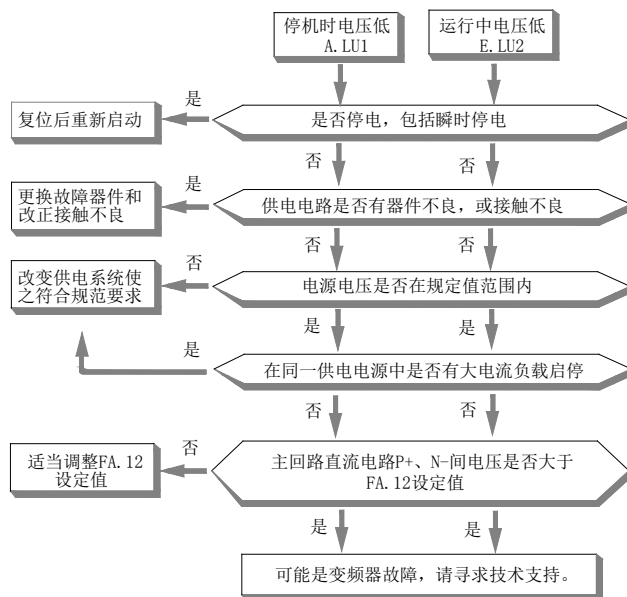 停机时电压低
A.LU1
运行中电压低
E.LU2
是
复位后重新启动
是否停电，包括瞬时停电
否
否
是
更换故障器件和
改正接触不良
供电电路是否有器件不良，或接触不良
否
否
否
改变供电系统使
之符合规范要求
电源电压是否在规定值范围内
是
是
是
在同一供电电源中是否有大电流负载启停
否
否
否
适当调整FA.12
设定值
主回路直流电路P+、N-间电压是否大于
FA.12设定值
是
是
可能是变频器故障，请寻求技术支持。